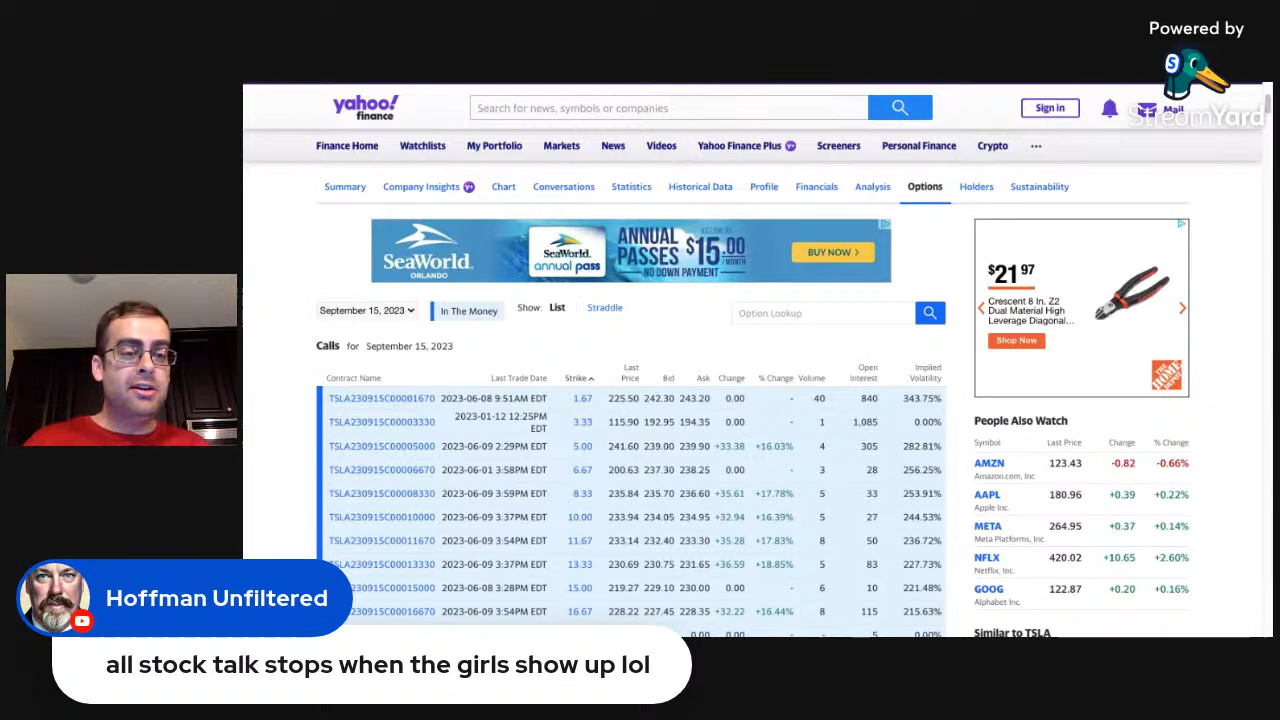 Powered by
StreamYard
yahoo!
finance
Search for news, symbols or companies
Sign in
Mail
Finance Home Watchlists My Portfolio Markets News Videos Yahoo Finance Plus Screeners Personal Finance Crypto ...
Summary Company Insights Chart Conversations Statistics Historical Data Profile Financials Analysis Options Holders Sustainability
SeaWorld
ORLANDO
SeaWorld
annual pass
ANNUAL
PASSES
$15.00
/MONTH
NO DOWN PAYMENT
BUY NOW >
$21 97
Crescent 8 In. Z2
Dual Material High
Leverage Diagonal...
Shop Now
THE HOME DEPOT
September 15, 2023 In The Money Show: List Straddle Option Lookup
Calls for September 15, 2023
Contract Name Last Trade Date Strike Last Price Bid Ask Change % Change Volume Open Interest Implied Volatility
TSLA230915C00001670 2023-06-08 9:51AM EDT 1.67 225.50 242.30 243.20 0.00 - 40 840 343.75%
TSLA230915C00003330 2023-01-12 12:25PM EDT 3.33 115.90 192.95 194.35 0.00 - 1 1,085 0.00%
TSLA230915C00005000 2023-06-09 2:29PM EDT 5.00 241.60 239.00 239.90 +33.38 +16.03% 4 305 282.81%
TSLA230915C00006670 2023-06-01 3:58PM EDT 6.67 200.63 237.30 238.25 0.00 - 3 28 256.25%
TSLA230915C00008330 2023-06-09 3:59PM EDT 8.33 235.84 235.70 236.60 +35.61 +17.78% 5 33 253.91%
TSLA230915C00010000 2023-06-09 3:37PM EDT 10.00 233.94 234.05 234.95 +32.94 +16.39% 5 27 244.53%
TSLA230915C00011670 2023-06-09 3:54PM EDT 11.67 233.14 232.40 233.30 +35.28 +17.83% 8 50 236.72%
TSLA230915C00013330 2023-06-09 3:37PM EDT 13.33 230.69 230.75 231.65 +36.59 +18.85% 5 83 227.73%
2023-06-08 3:28PM EDT 15.00 219.27 229.10 230.00 0.00 - 6 10 221.48%
2023-06-09 3:54PM EDT 16.67 228.22 227.45 228.35 +32.22 +16.44% 8 115 215.63%
0.00 0.00 - - 5 0.00%
People Also Watch
Symbol Last Price Change % Change
AMZN 123.43 -0.82 -0.66%
Amazon.com, Inc.
AAPL 180.96 +0.39 +0.22%
Apple Inc.
META 264.95 +0.37 +0.14%
Meta Platforms, Inc.
NFLX 420.02 +10.65 +2.60%
Netflix, Inc.
GOOG 122.87 +0.20 +0.16%
Alphabet Inc.
Similar to TSLA
Hoffman Unfiltered
all stock talk stops when the girls show up lol